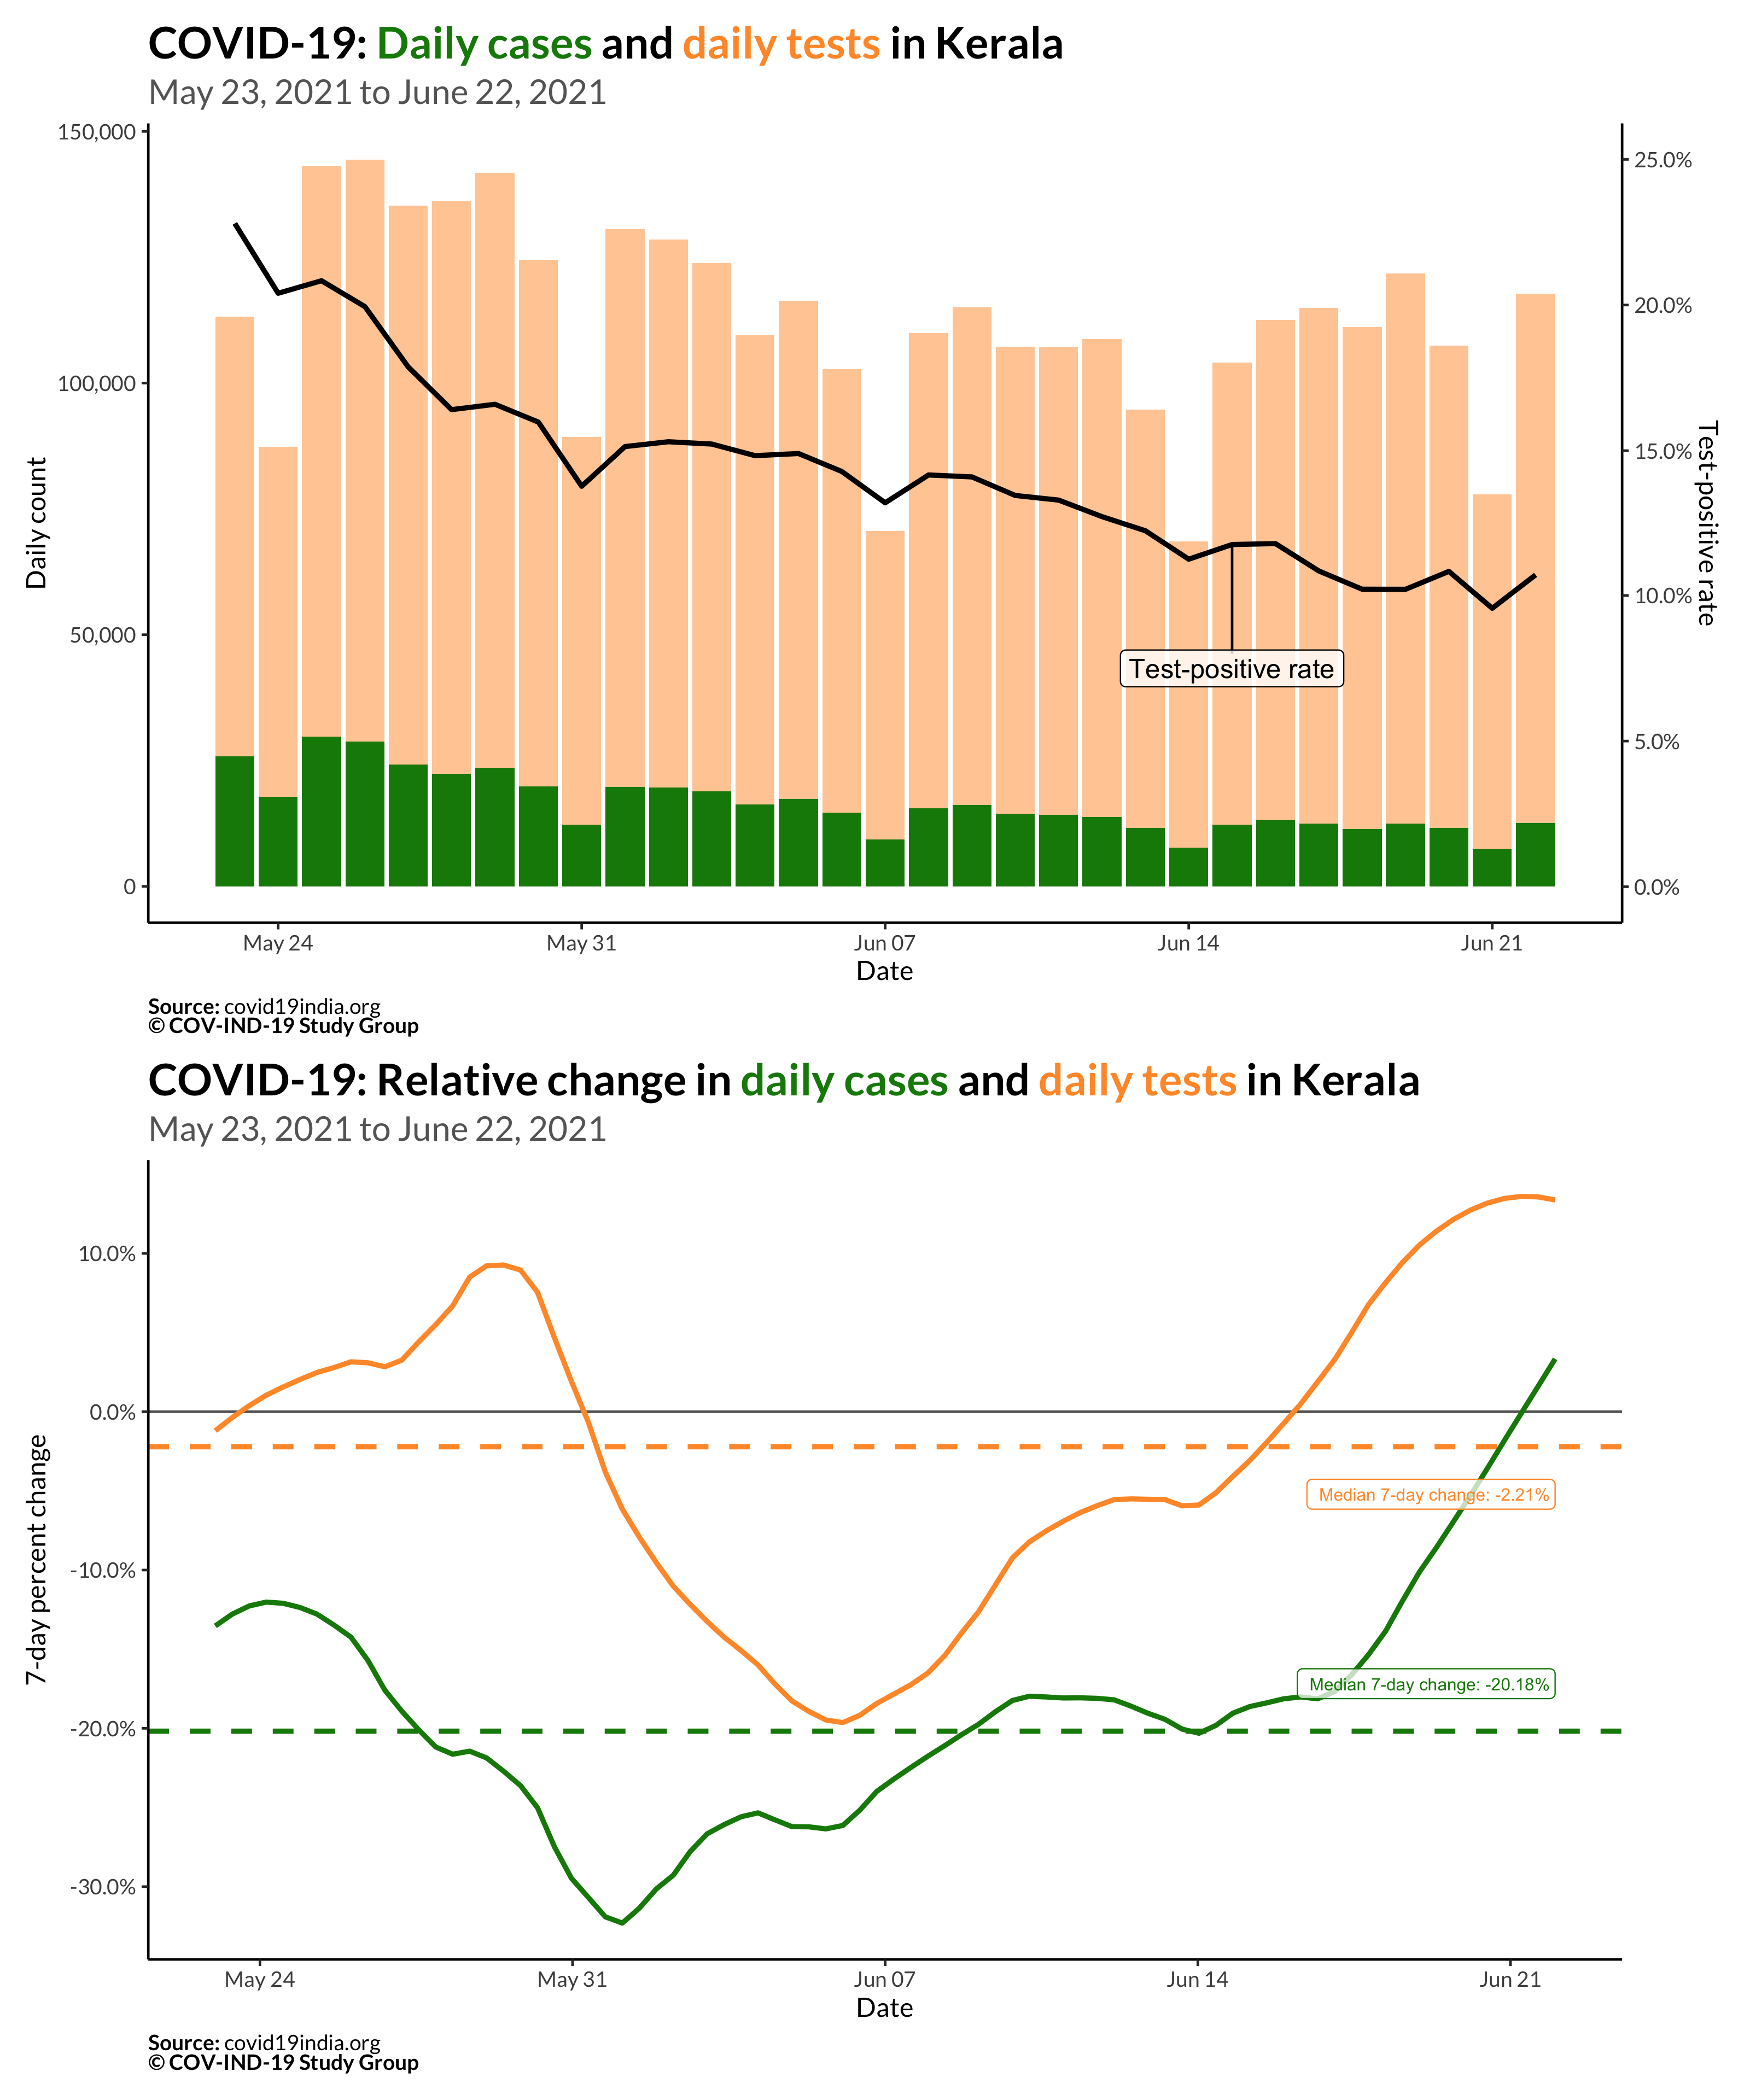 COVID-19: Daily cases and daily tests in Kerala
May 23, 2021 to June 22, 2021
150,000
100,000
50,000
0
Daily count
25.0%
20.0%
15.0%
10.0%
5.0%
0.0%
Test-positive rate
Test-positive rate
May 24
May 31
Jun 07
Jun 14
Jun 21
Date
Source: covid19india.org
© COV-IND-19 Study Group
COVID-19: Relative change in daily cases and daily tests in Kerala
May 23, 2021 to June 22, 2021
10.0%
0.0%
-10.0%
-20.0%
-30.0%
7-day percent change
Median 7-day change: -2.21%
Median 7-day change: -20.18%
May 24
May 31
Jun 07
Jun 14
Jun 21
Date
Source: covid19india.org
© COV-IND-19 Study Group